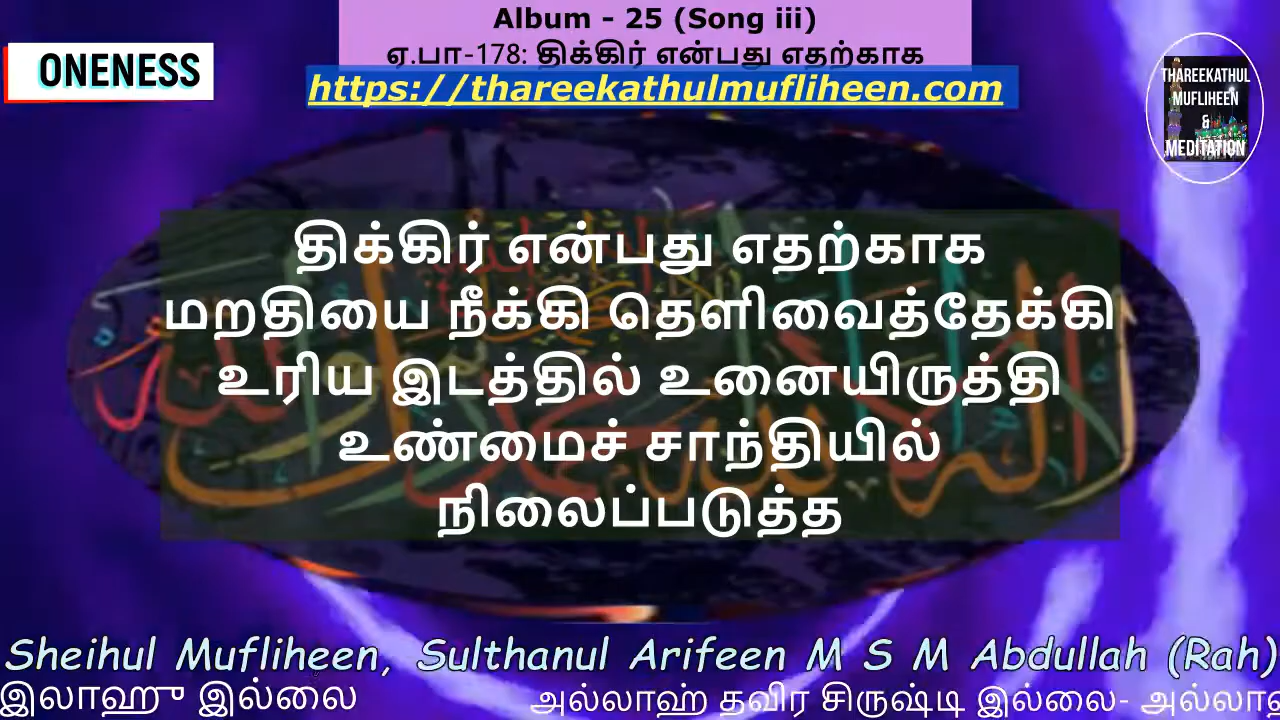 Album - 25 (Song iii)
ஏ.பா-178: திக்கிர் என்பது எதற்காக
ONENESS
https://thareekathulmufliheen.com
THAREEKATHUL
MUFLIHEEN
&
MEDITATION
திக்கிர் என்பது எதற்காக
மறதியை நீக்கி தெளிவைத்தேக்கி
உரிய இடத்தில் உனையிருத்தி
உண்மைச் சாந்தியில்
நிலைப்படுத்த
Sheihul Mufliheen, Sulthanul Arifeen M S M Abdullah (Rah)
இலாஹு இல்லை அல்லாஹ் தவிர சிருஷ்டி இல்லை-